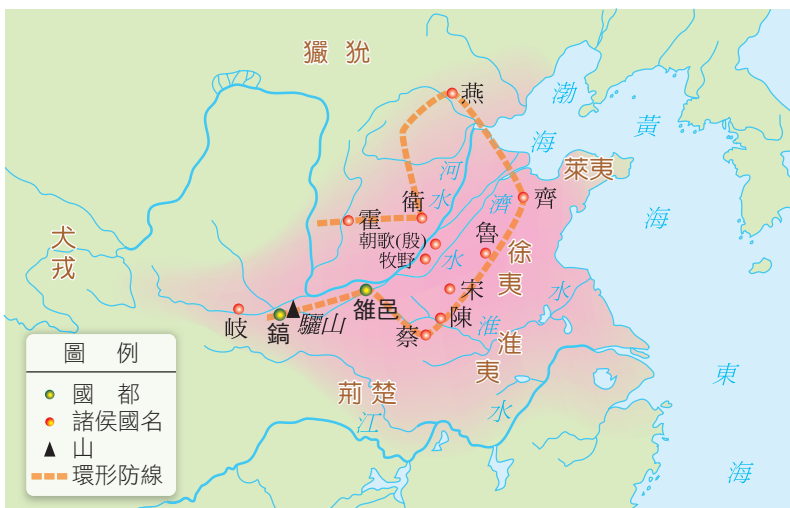 玁狁
燕
渤海
黃海
萊夷
河水
濟水
齊
衛
霍
魯
朝歌(殷)
牧野
徐夷
犬戎
宋
雒邑
陳
淮水
蔡
淮夷
岐
鎬
驪山
荊楚
江水
東海
圖例
國都
諸侯國名
山
環形防線